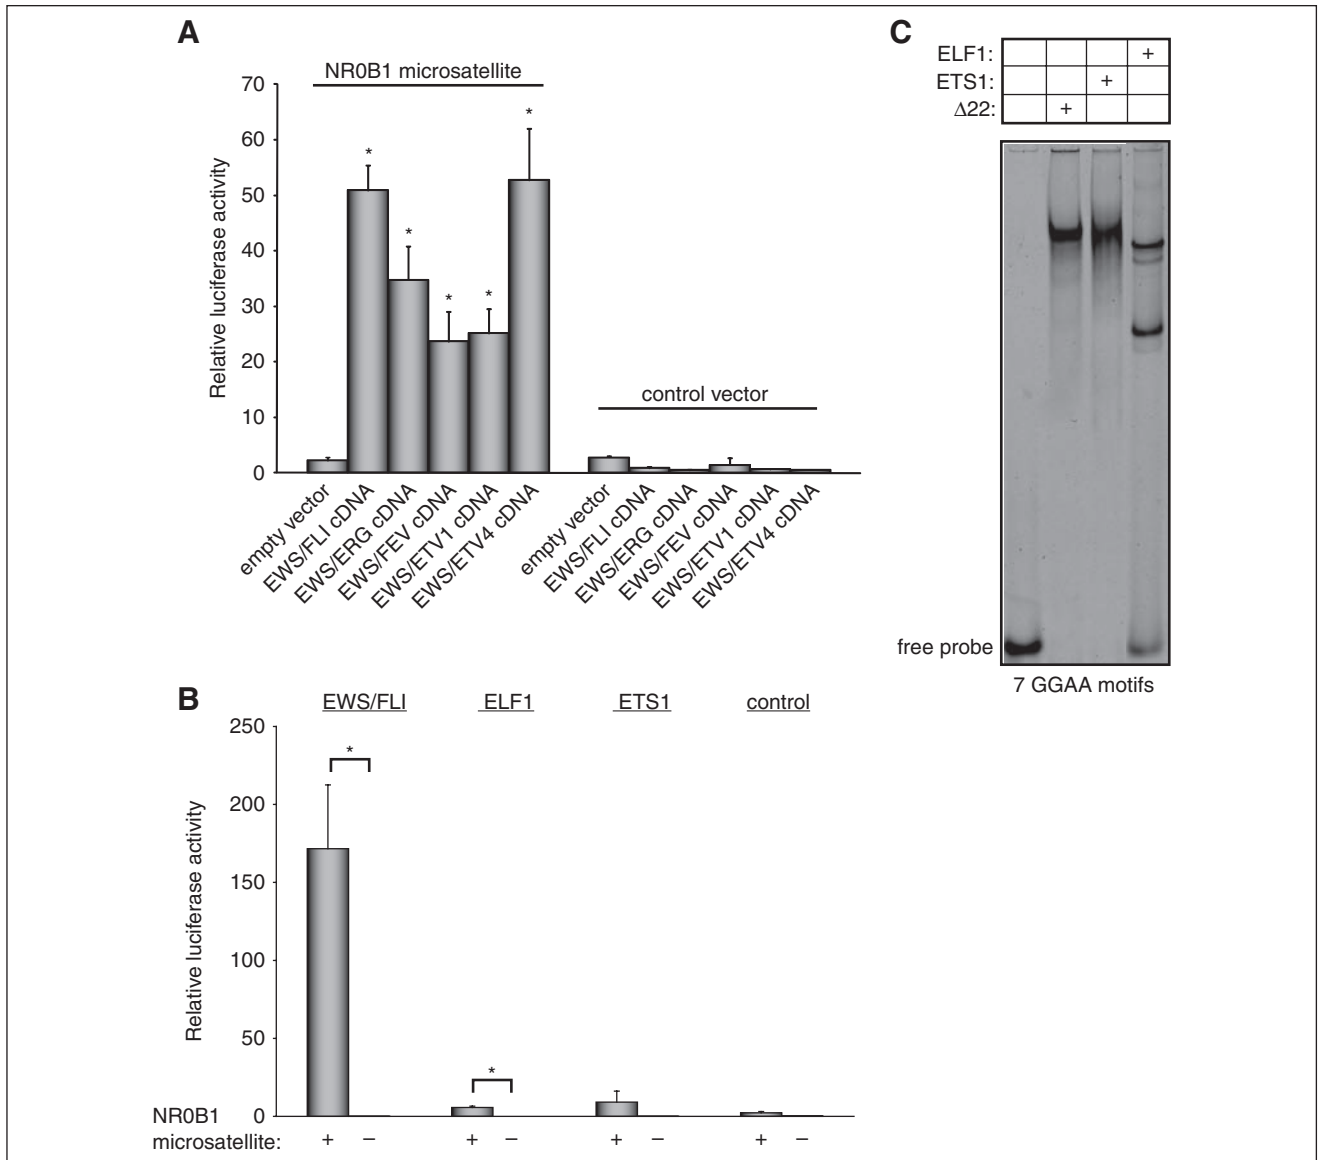 A
NR0B1 microsatellite
70
60
50
40
30
20
10
0
Relative luciferase activity
*
*
*
*
*
control vector
empty vector
EWS/FLI cDNA
EWS/ERG cDNA
EWS/FEV cDNA
EWS/ETV1 cDNA
EWS/ETV4 cDNA
empty vector
EWS/FLI cDNA
EWS/ERG cDNA
EWS/FEV cDNA
EWS/ETV1 cDNA
EWS/ETV4 cDNA
C
ELF1: +
ETS1: +
Δ22: +
free probe
7 GGAA motifs
B
EWS/FLI ELF1 ETS1 control
250
200
150
100
50
0
Relative luciferase activity
*
*
NR0B1
microsatellite: + − + − + − + −